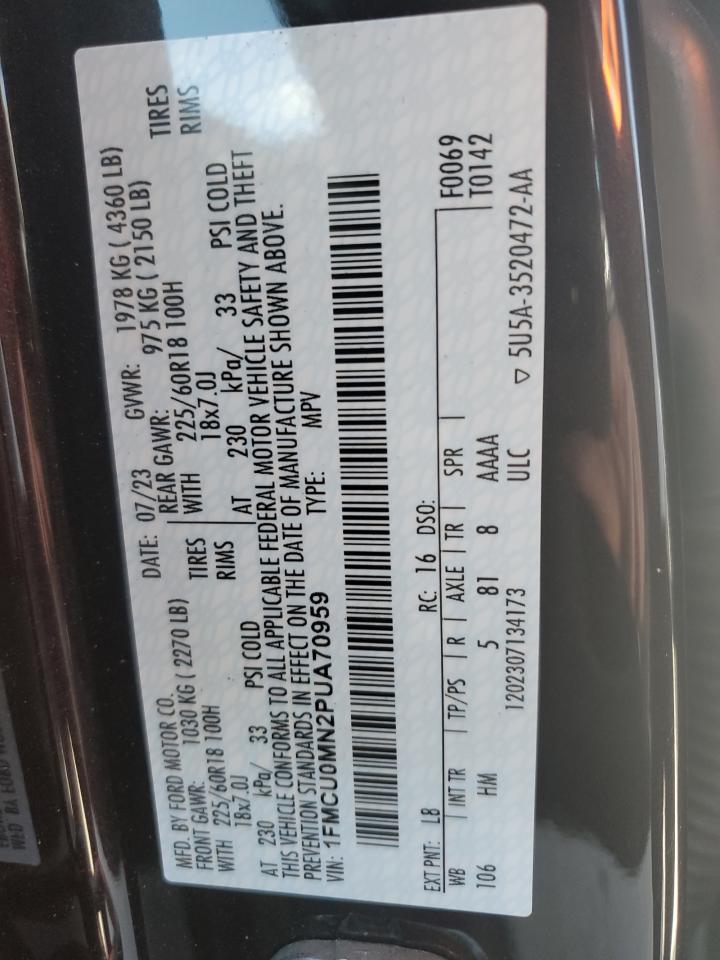 MFD. BY FORD MOTOR CO.
DATE: 07/23 GVWR: 1978 KG ( 4360 LB)
FRONT GAWR: 1030 KG ( 2270 LB) REAR GAWR: 975 KG ( 2150 LB)
WITH 225/60R18 100H TIRES WITH 225/60R18 100H TIRES
18x7.0J RIMS 18x7.0J RIMS
AT 230 kPa/ 33 PSI COLD AT 230 kPa/ 33 PSI COLD
THIS VEHICLE CONFORMS TO ALL APPLICABLE FEDERAL MOTOR VEHICLE SAFETY AND THEFT
PREVENTION STANDARDS IN EFFECT ON THE DATE OF MANUFACTURE SHOWN ABOVE.
VIN: 1FMCU0MN2PUA70959 TYPE: MPV
EXT PNT: L8 RC: 16 DSO:
WB INT TR TP/PS R AXLE TR SPR F0069
106 HM 5 81 8 AAAA T0142
1202307134173 ULC
▽ 5U5A-3520472-AA